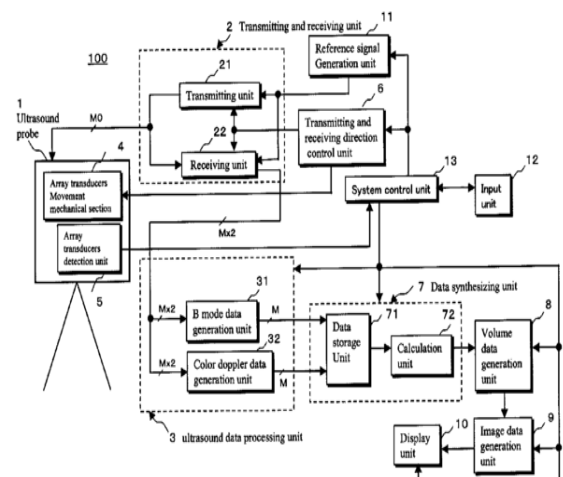 2 Transmitting and receiving unit
11
Reference signal
Generation unit
100
21
Transmitting unit
22
Receiving unit
6
Transmitting and
receiving direction
control unit
1
Ultrasound
probe
M0
4
Array transducers
Movement
mechanical section
Array
transducers
detection unit
5
13
System control unit
12
Input
unit
Mx2
7 Data synthesizing unit
31
Mx2
B mode data
generation unit
M
32
Mx2
Color doppler data
generation unit
M
71
Data
storage
Unit
72
Calculation
unit
8
Volume
data
generation
unit
3 ultrasound data processing unit
10
Display
unit
9
Image data
generation
unit